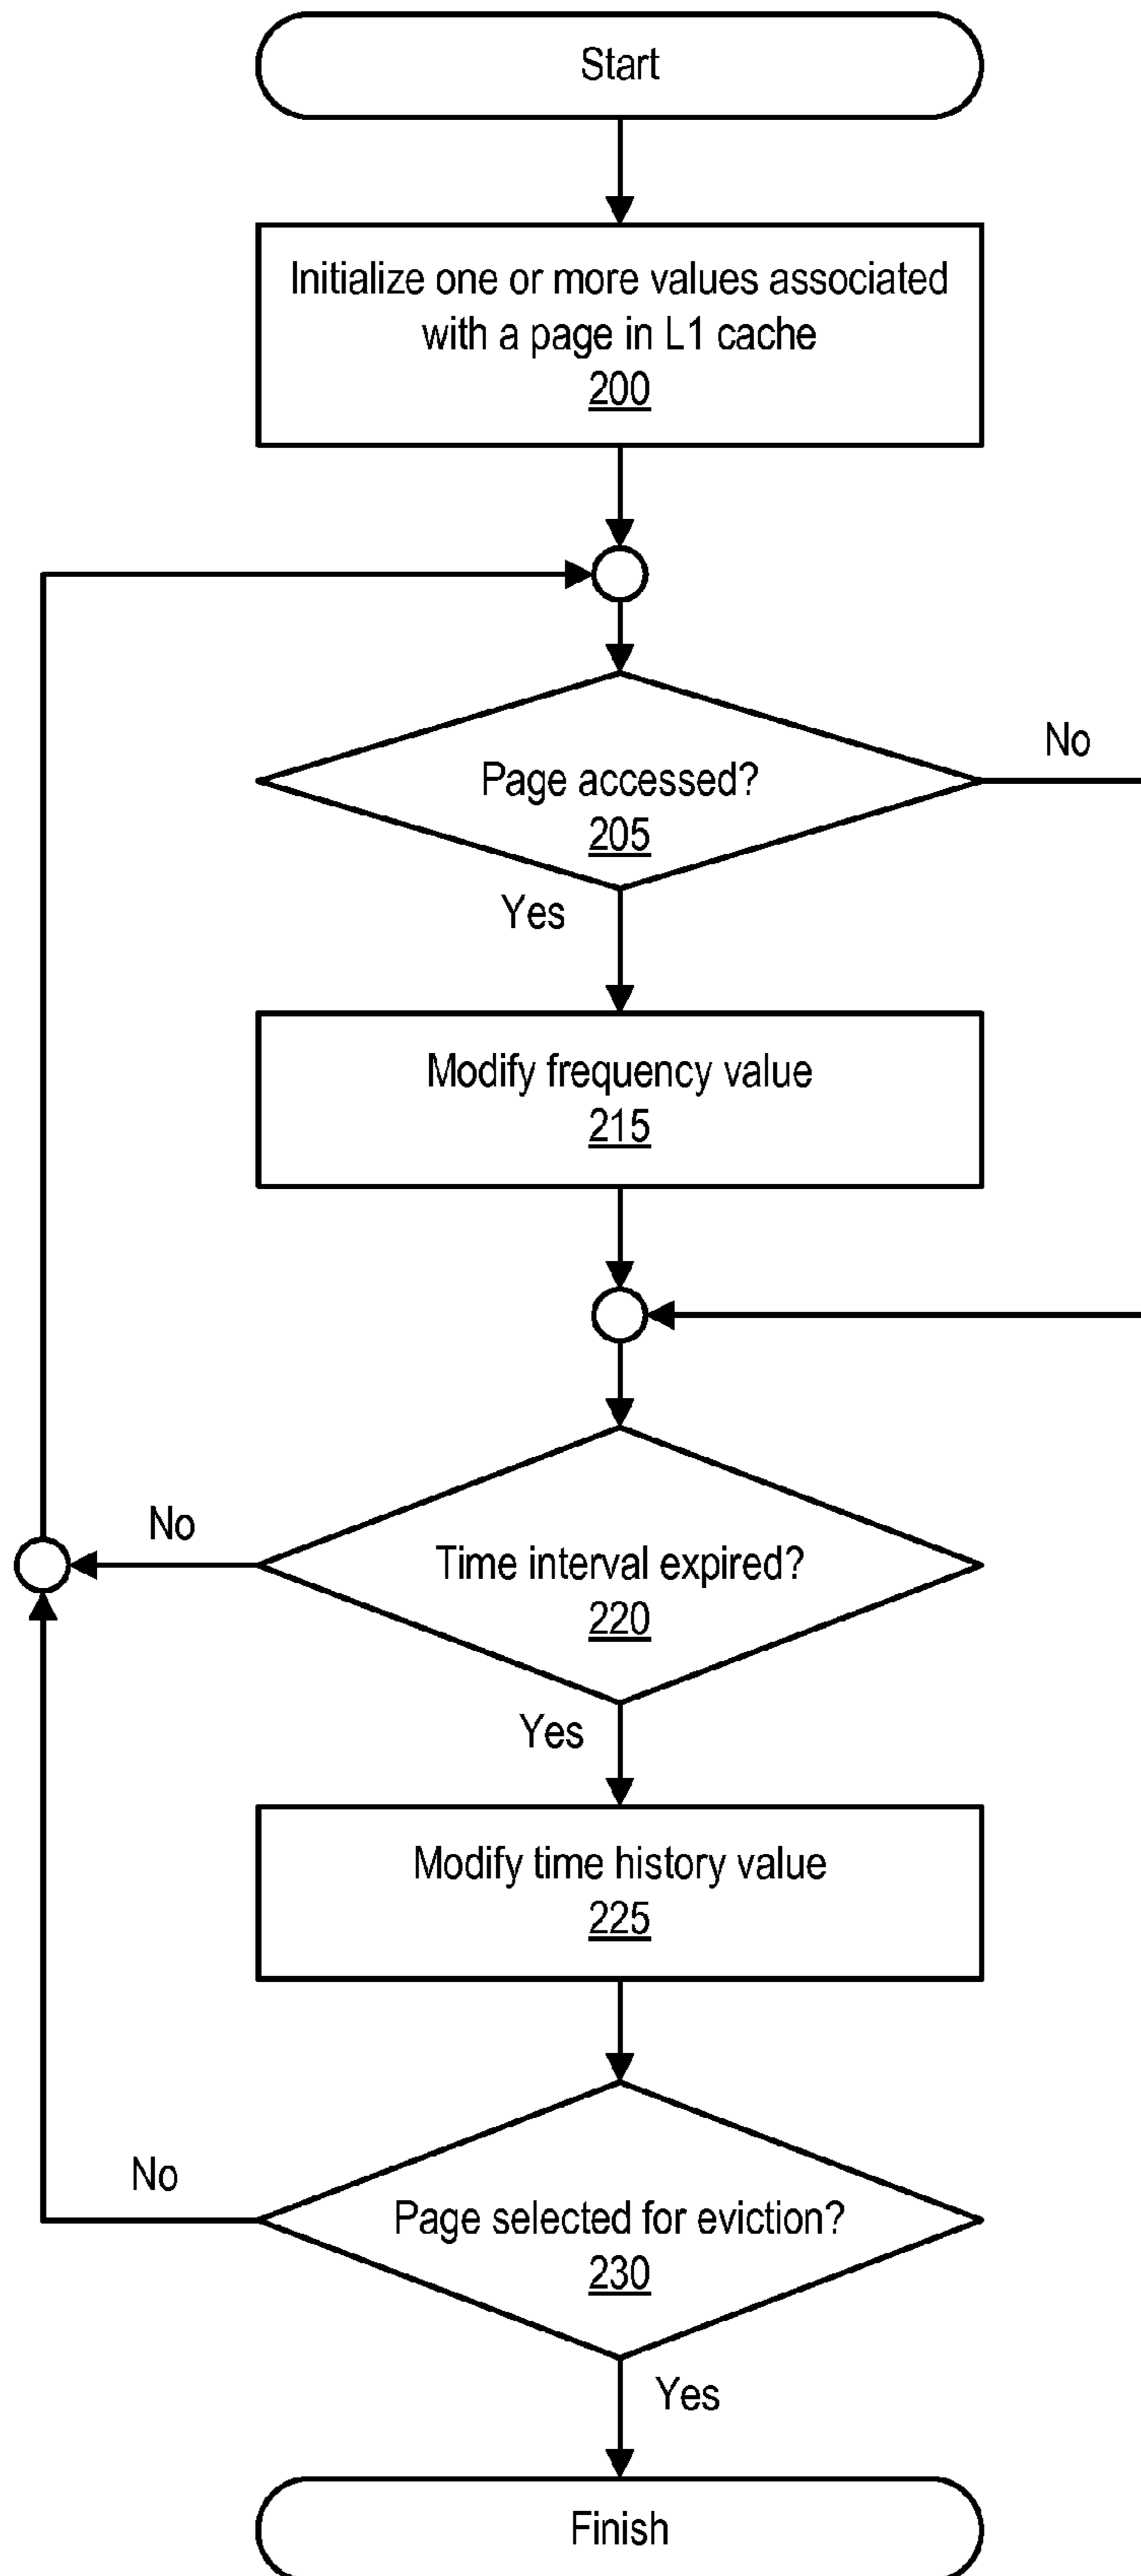 Start
Initialize one or more values associated
with a page in L1 cache
200
Page accessed?
205
No
Yes
Modify frequency value
215
Time interval expired?
220
No
Yes
Modify time history value
225
Page selected for eviction?
230
No
Yes
Finish